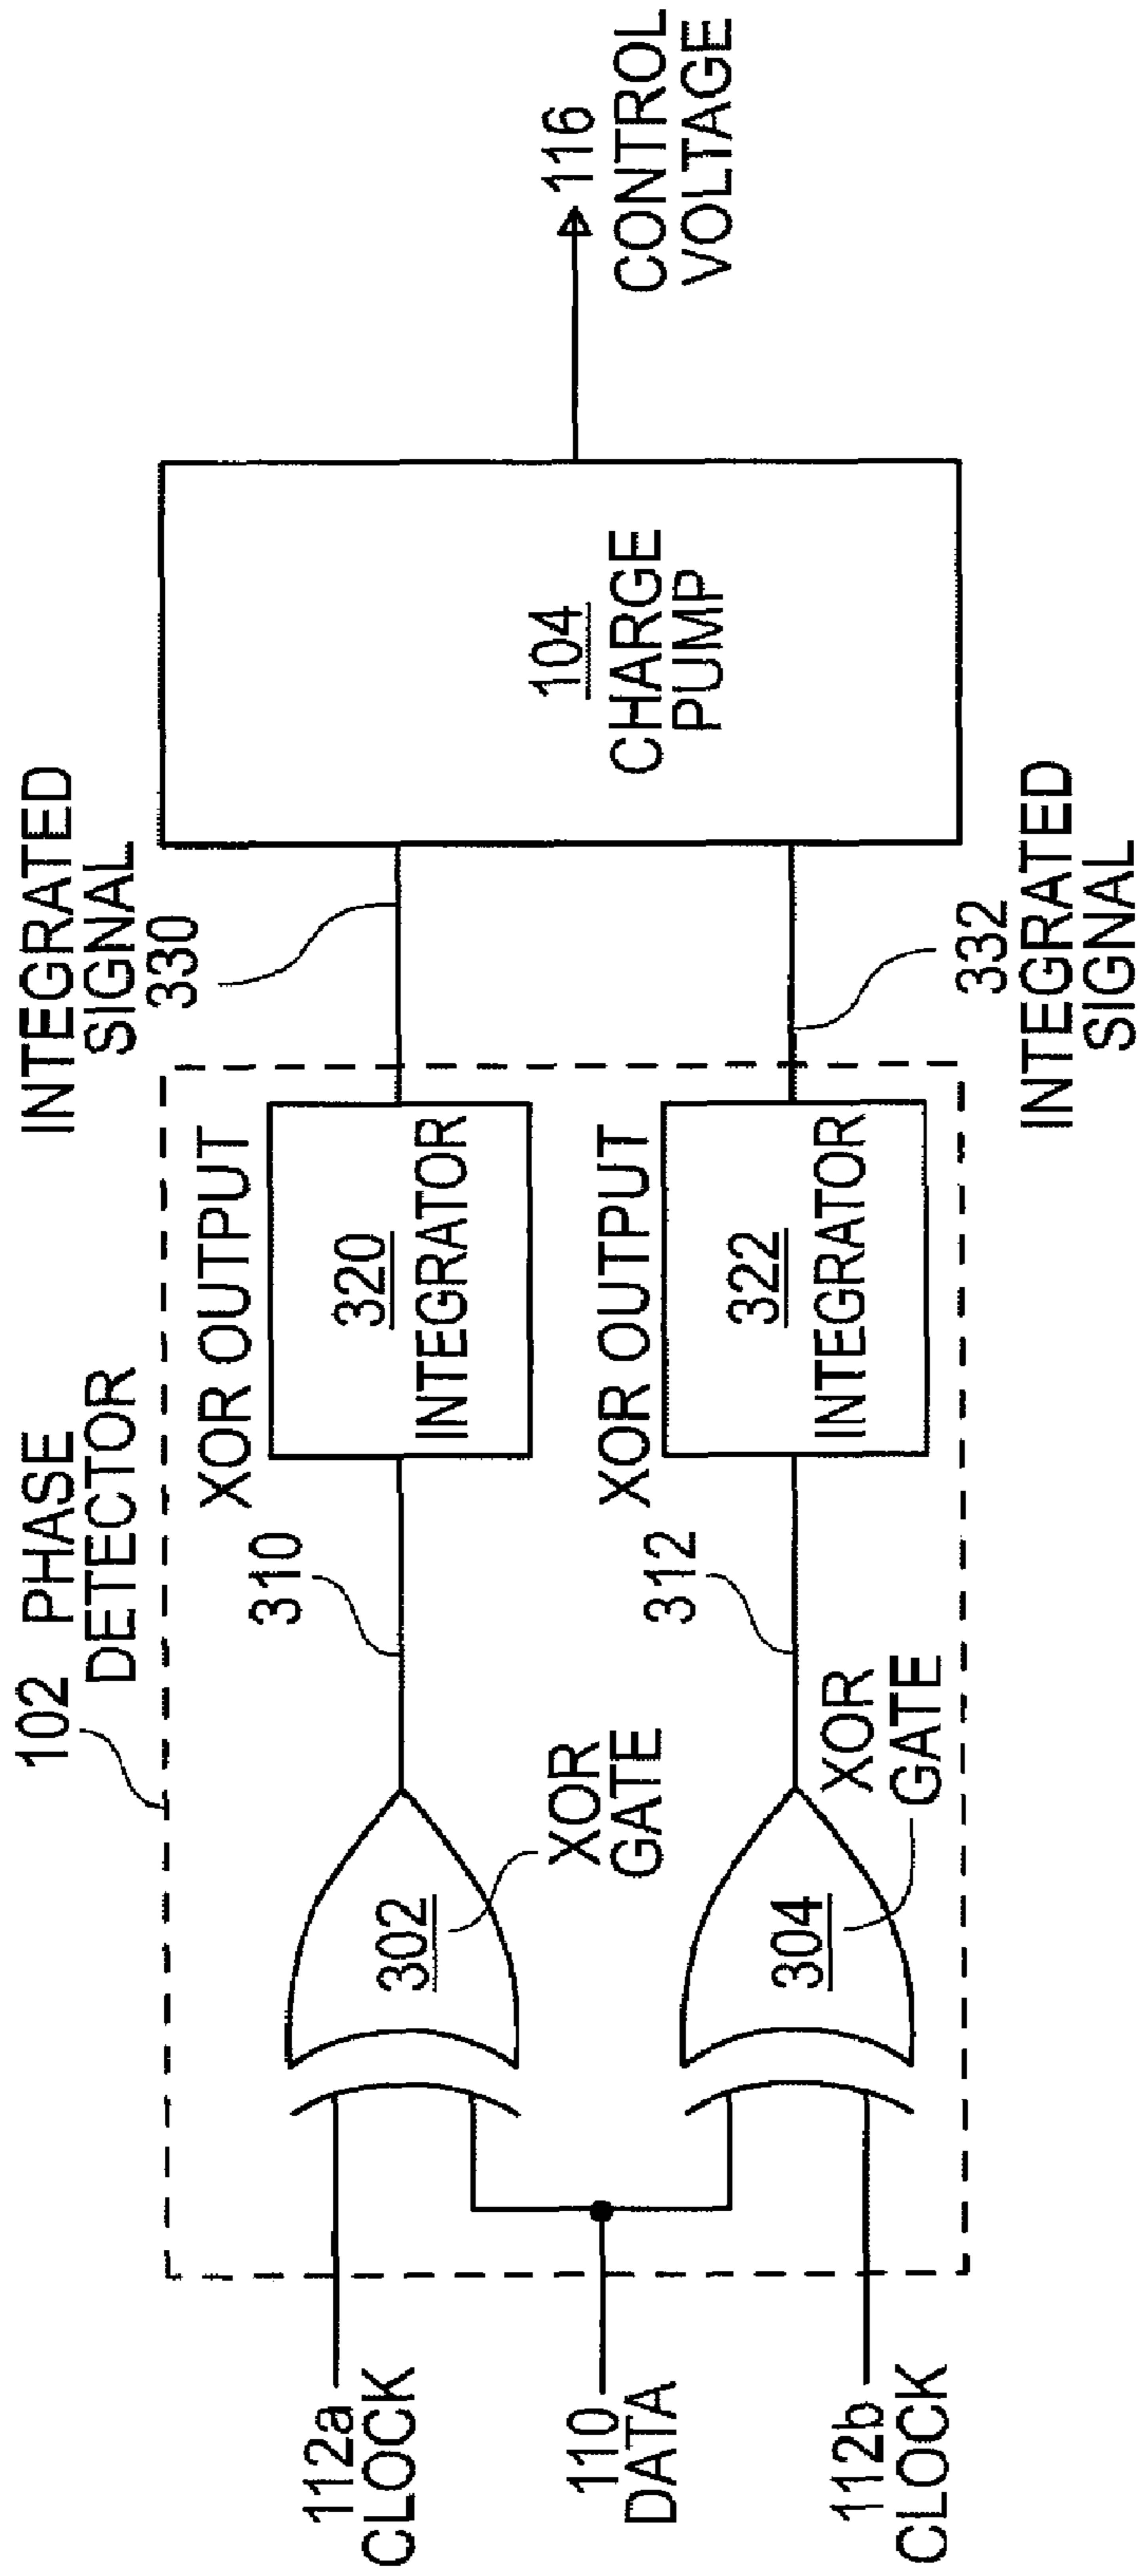 102 PHASE
DETECTOR
INTEGRATED
SIGNAL
330
XOR OUTPUT
310
320
INTEGRATOR
302
XOR
GATE
112a
CLOCK
110
DATA
112b
CLOCK
XOR OUTPUT
312
322
INTEGRATOR
304
XOR
GATE
332
INTEGRATED
SIGNAL
104
CHARGE
PUMP
116
CONTROL
VOLTAGE